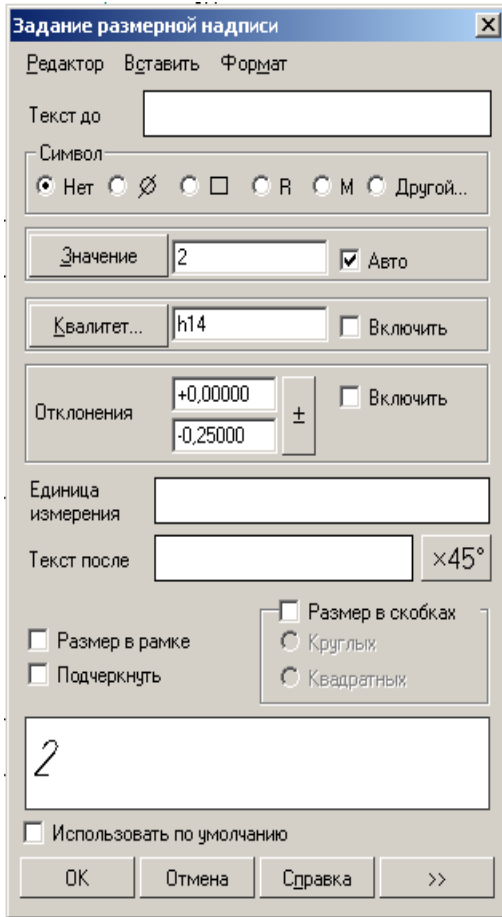 Задание размерной надписи
Редактор Вставить Формат
Текст до
Символ
Нет Ø □ R M Другой...
Значение 2 Авто
Квалитет... h14 Включить
Отклонения +0,00000 ± Включить
-0,25000
Единица
измерения
Текст после ×45°
Размер в скобках
Размер в рамке Круглых
Подчеркнуть Квадратных
2
Использовать по умолчанию
OK Отмена Справка >>